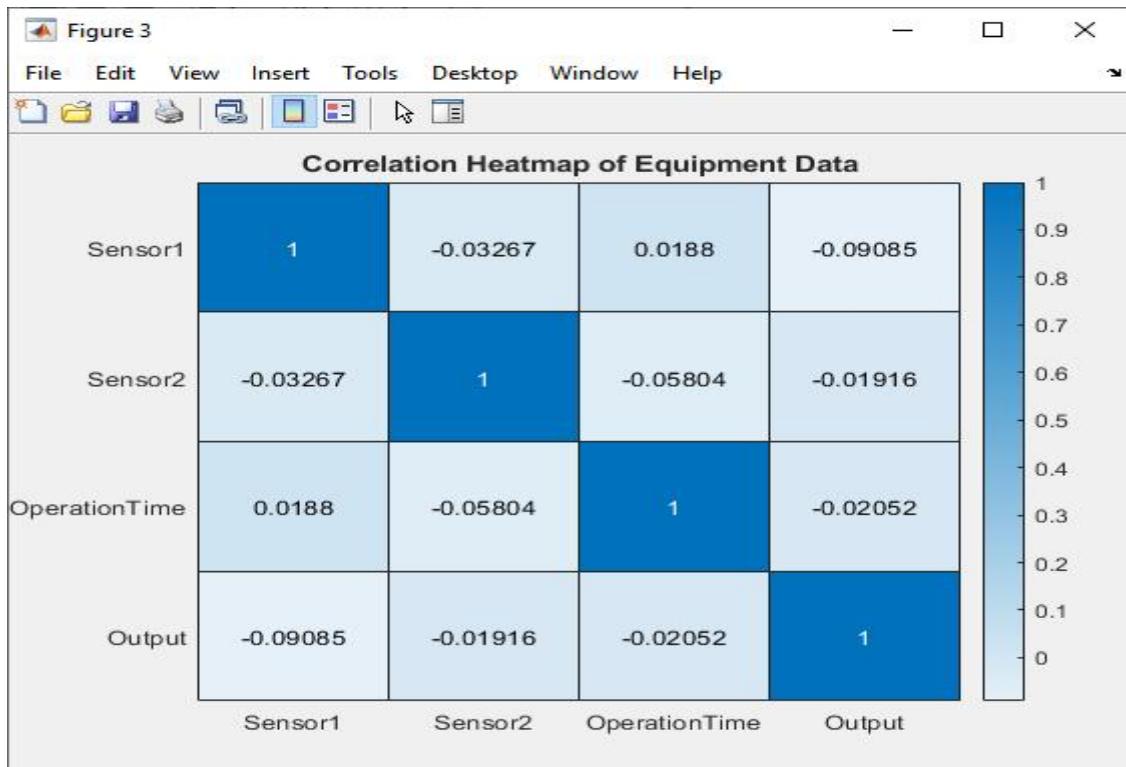 Figure 3
File Edit View Insert Tools Desktop Window Help
Correlation Heatmap of Equipment Data
Sensor1 1 -0.03267 0.0188 -0.09085
Sensor2 -0.03267 1 -0.05804 -0.01916
OperationTime 0.0188 -0.05804 1 -0.02052
Output -0.09085 -0.01916 -0.02052 1
Sensor1 Sensor2 OperationTime Output
1
0.9
0.8
0.7
0.6
0.5
0.4
0.3
0.2
0.1
0